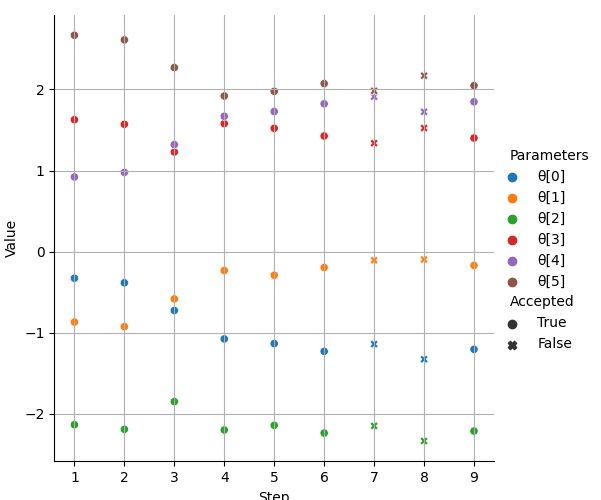 2
1
0
−1
−2
Value
1 2 3 4 5 6 7 8 9
Step
Parameters
θ[0]
θ[1]
θ[2]
θ[3]
θ[4]
θ[5]
Accepted
True
False